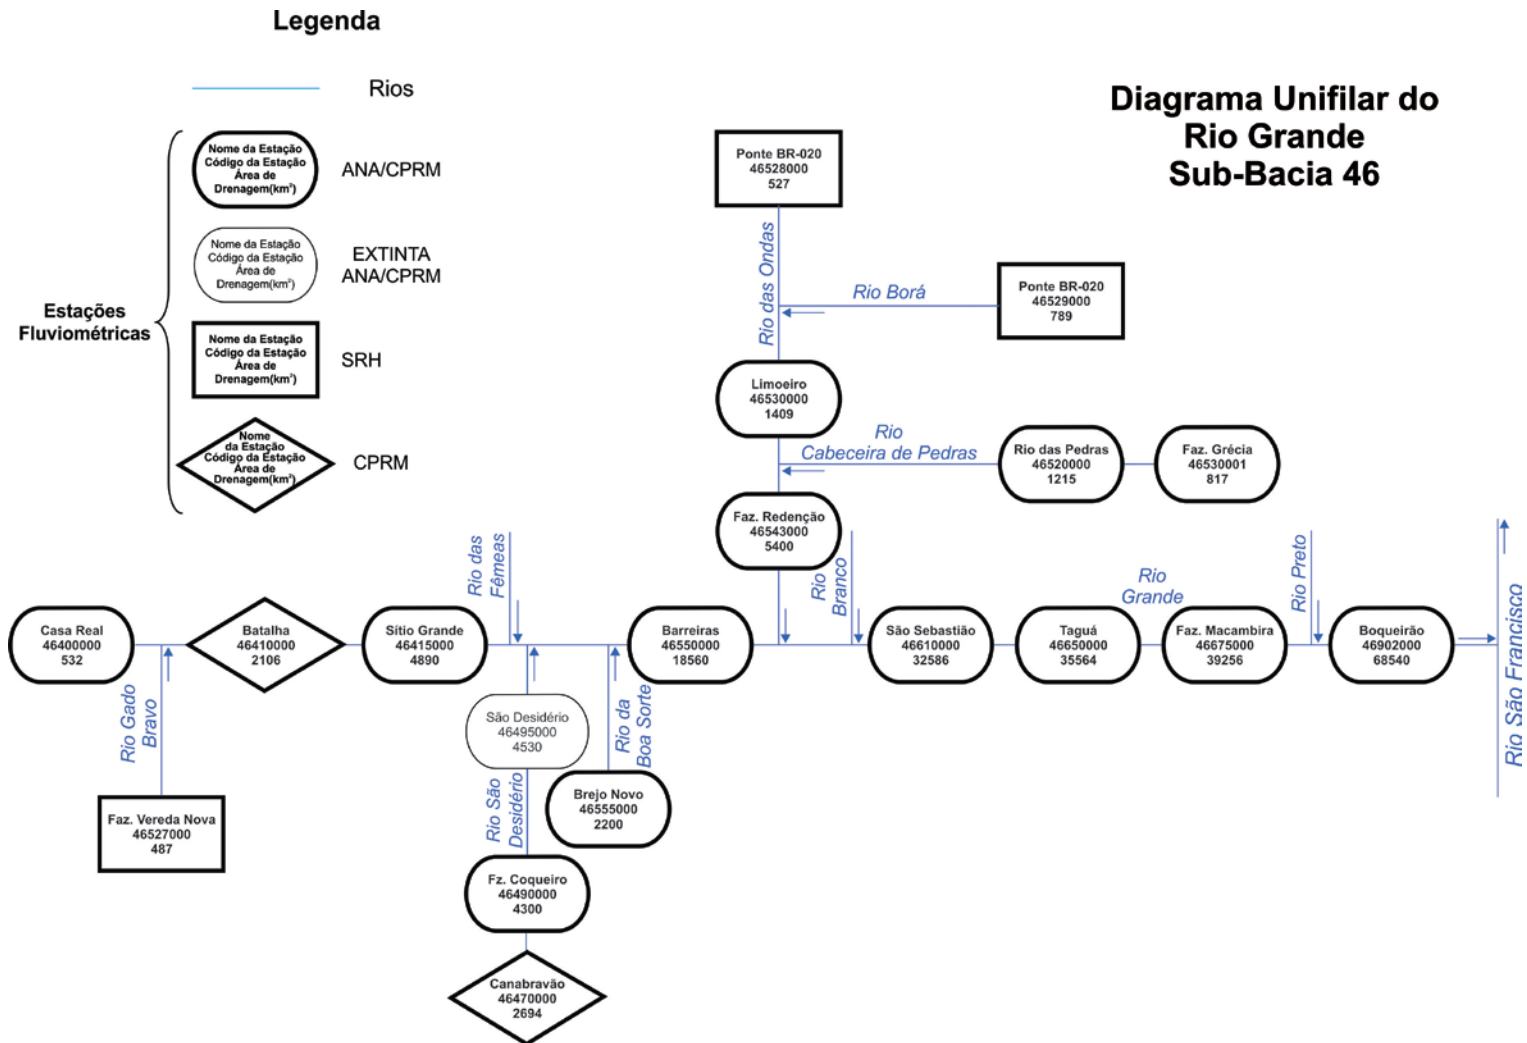 Legenda
Rios
Estações
Fluviométricas
Nome da Estação
Código da Estação
Área de
Drenagem(km²)
ANA/CPRM
Nome da Estação
Código da Estação
Área de
Drenagem(km²)
EXTINTA
ANA/CPRM
Nome da Estação
Código da Estação
Área de
Drenagem(km²)
SRH
Nome
da Estação
Código da Estação
Área de
Drenagem(km²)
CPRM
Diagrama Unifilar do
Rio Grande
Sub-Bacia 46
Ponte BR-020
46528000
527
Rio das Ondas
Rio Borá
Ponte BR-020
46529000
789
Limoeiro
46530000
1409
Rio
Cabeceira de Pedras
Rio das Pedras
46520000
1215
Faz. Grécia
46530001
817
Faz. Redenção
46543000
5400
Rio das
Fêmeas
Rio
Branco
Rio
Grande
Rio Preto
Rio São Francisco
Casa Real
46400000
532
Batalha
46410000
2106
Sítio Grande
46415000
4890
Barreiras
46550000
18560
São Sebastião
46610000
32586
Taguá
46650000
35564
Faz. Macambira
46675000
39256
Boqueirão
46902000
68540
Rio Gado
Bravo
São Desidério
46495000
4530
Rio da
Boa Sorte
Rio São
Desidério
Brejo Novo
46555000
2200
Faz. Vereda Nova
46527000
487
Fz. Coqueiro
46490000
4300
Canabravão
46470000
2694